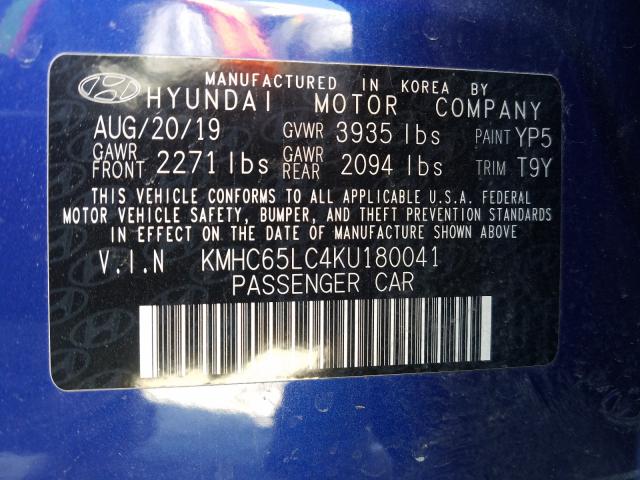 MANUFACTURED IN KOREA BY
HYUNDAI MOTOR COMPANY
AUG/20/19 GVWR 3935 lbs PAINT YP5
GAWR FRONT 2271 lbs GAWR REAR 2094 lbs TRIM T9Y
THIS VEHICLE CONFORMS TO ALL APPLICABLE U.S.A. FEDERAL
MOTOR VEHICLE SAFETY, BUMPER, AND THEFT PREVENTION STANDARDS
IN EFFECT ON THE DATE OF MANUFACTURE SHOWN ABOVE
V.I.N KMHC65LC4KU180041
PASSENGER CAR